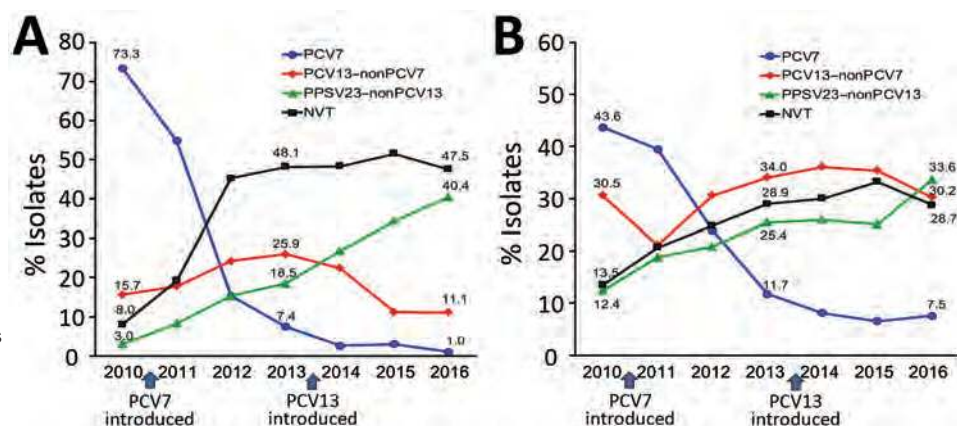 A
80
70
60
50
40
30
20
10
0
% Isolates
73.3
15.7
8.0
3.0
48.1
25.9
18.5
7.4
47.5
40.4
11.1
1.0
PCV7
PCV13–nonPCV7
PPSV23–nonPCV13
NVT
2010 2011 2012 2013 2014 2015 2016
PCV7
introduced
PCV13
introduced
B
60
50
40
30
20
10
0
% Isolates
43.6
30.5
13.5
12.4
34.0
28.9
25.4
11.7
33.6
30.2
28.7
7.5
PCV7
PCV13–nonPCV7
PPSV23–nonPCV13
NVT
2010 2011 2012 2013 2014 2015 2016
PCV7
introduced
PCV13
introduced